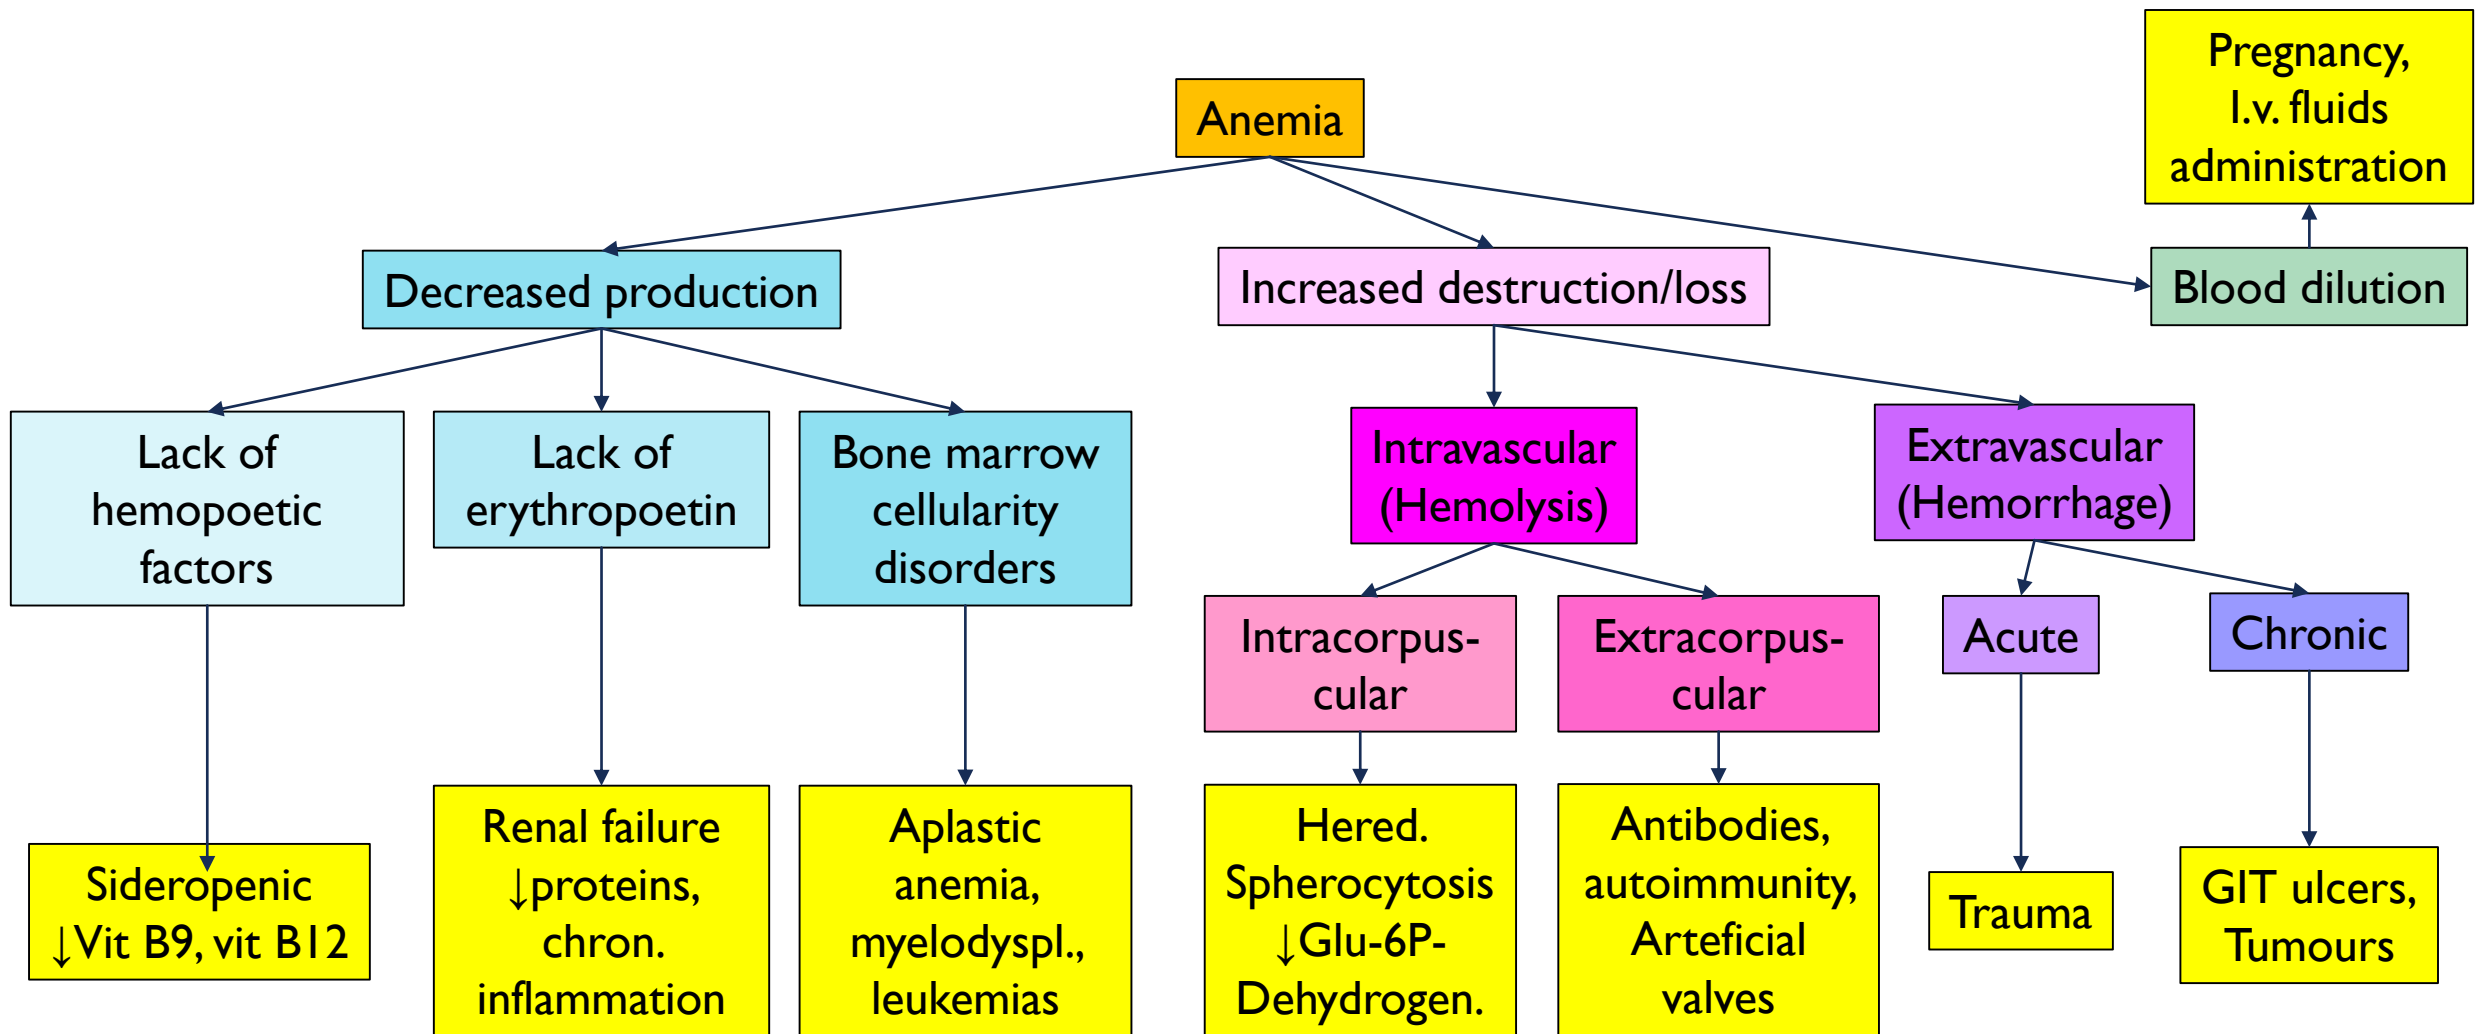 Pregnancy,
I.v. fluids
administration
Anemia
Decreased production
Increased destruction/loss
Blood dilution
Lack of
hemopoetic
factors
Lack of
erythropoetin
Bone marrow
cellularity
disorders
Intravascular
(Hemolysis)
Extravascular
(Hemorrhage)
Intracorpus-
cular
Extracorpus-
cular
Acute
Chronic
Sideropenic
↓Vit B9, vit B12
Renal failure
↓proteins,
chron.
inflammation
Aplastic
anemia,
myelodyspl.,
leukemias
Hered.
Spherocytosis
↓Glu-6P-
Dehydrogen.
Antibodies,
autoimmunity,
Arteficial
valves
Trauma
GIT ulcers,
Tumours